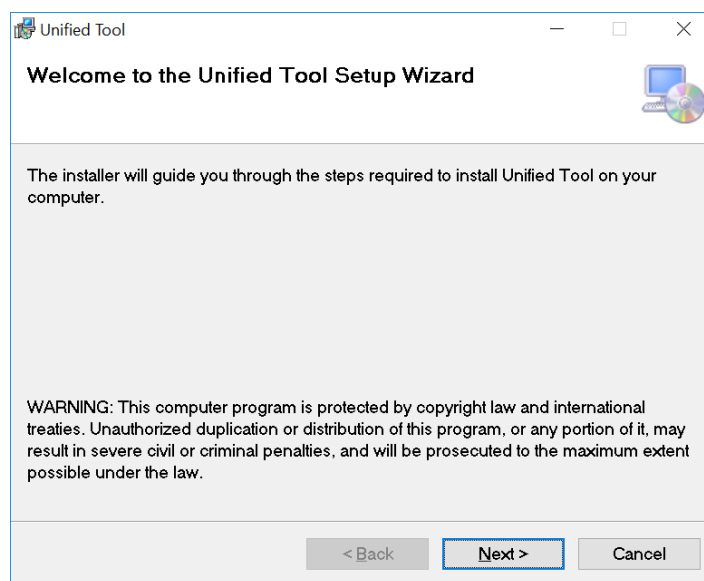 Unified Tool
Welcome to the Unified Tool Setup Wizard
The installer will guide you through the steps required to install Unified Tool on your
computer.
WARNING: This computer program is protected by copyright law and international
treaties. Unauthorized duplication or distribution of this program, or any portion of it, may
result in severe civil or criminal penalties, and will be prosecuted to the maximum extent
possible under the law.
< Back
Next >
Cancel